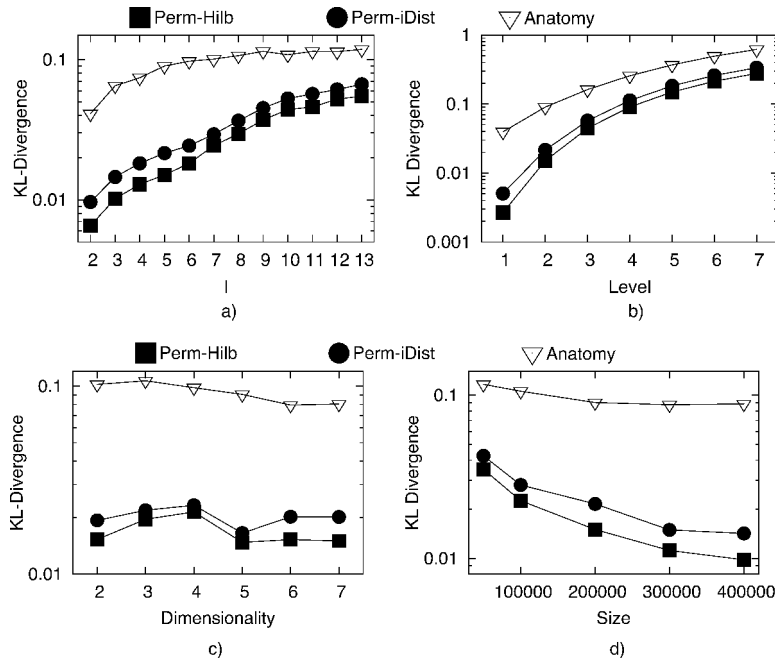 Perm-Hilb Perm-iDist Anatomy
KL-Divergence
0.1
0.01
2 3 4 5 6 7 8 9 10 11 12 13
l
a)
KL Divergence
1
0.1
0.01
0.001
1 2 3 4 5 6 7
Level
b)
Perm-Hilb Perm-iDist Anatomy
KL-Divergence
0.1
0.01
2 3 4 5 6 7
Dimensionality
c)
KL Divergence
0.1
0.01
100000 200000 300000 400000
Size
d)